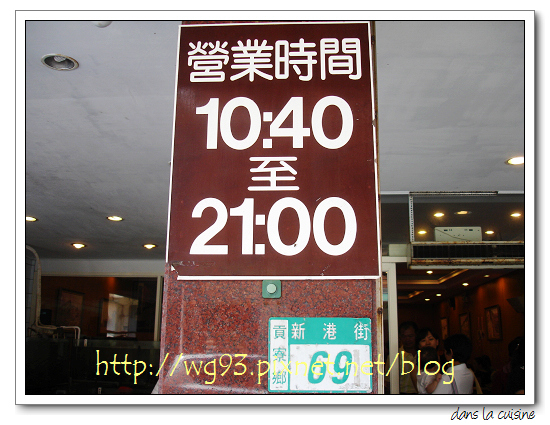 營業時間
10:40
至
21:00
貢寮鄉
新港街
69
http://wg93.pixnet.net/blog
dans la cuisine